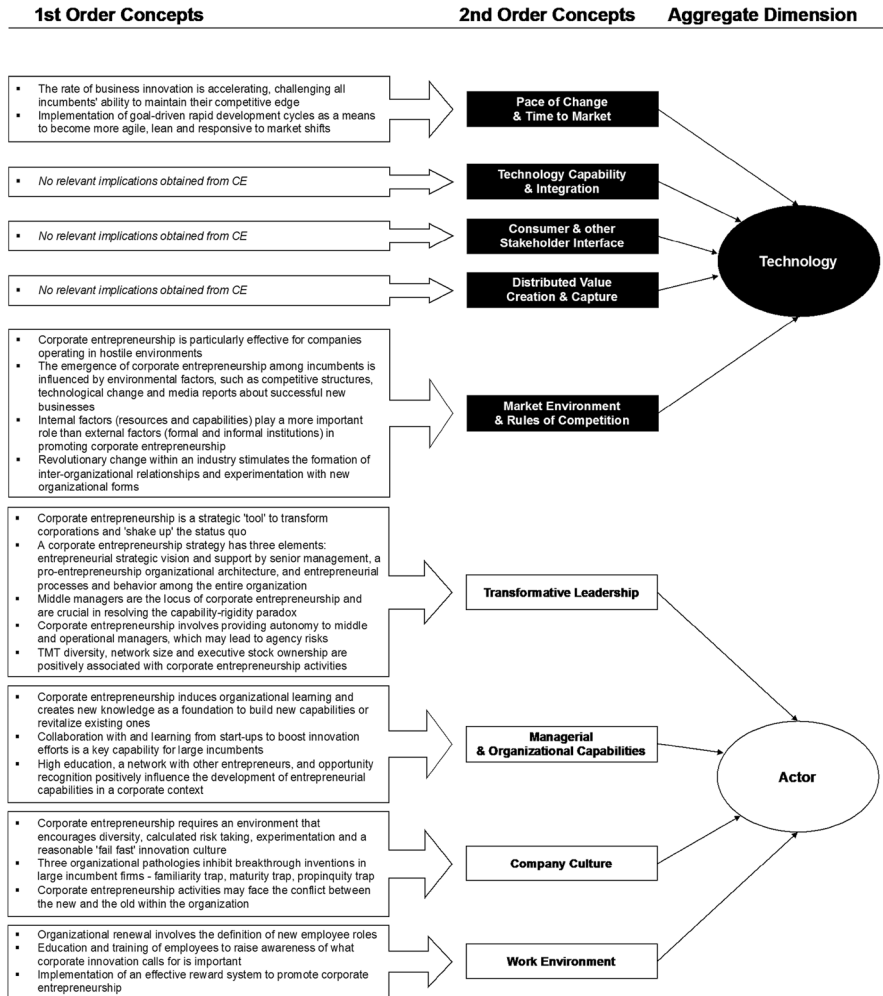 1st Order Concepts
2nd Order Concepts
Aggregate Dimension
▪ The rate of business innovation is accelerating, challenging all
incumbents' ability to maintain their competitive edge
▪ Implementation of goal-driven rapid development cycles as a means
to become more agile, lean and responsive to market shifts
Pace of Change
& Time to Market
▪ No relevant implications obtained from CE
Technology Capability
& Integration
▪ No relevant implications obtained from CE
Consumer & other
Stakeholder Interface
Technology
▪ No relevant implications obtained from CE
Distributed Value
Creation & Capture
▪ Corporate entrepreneurship is particularly effective for companies
operating in hostile environments
▪ The emergence of corporate entrepreneurship among incumbents is
influenced by environmental factors, such as competitive structures,
technological change and media reports about successful new
businesses
▪ Internal factors (resources and capabilities) play a more important
role than external factors (formal and informal institutions) in
promoting corporate entrepreneurship
▪ Revolutionary change within an industry stimulates the formation of
inter-organizational relationships and experimentation with new
organizational forms
Market Environment
& Rules of Competition
▪ Corporate entrepreneurship is a strategic 'tool' to transform
corporations and 'shake up' the status quo
▪ A corporate entrepreneurship strategy has three elements:
entrepreneurial strategic vision and support by senior management, a
pro-entrepreneurship organizational architecture, and entrepreneurial
processes and behavior among the entire organization
▪ Middle managers are the locus of corporate entrepreneurship and
are crucial in resolving the capability-rigidity paradox
▪ Corporate entrepreneurship involves providing autonomy to middle
and operational managers, which may lead to agency risks
▪ TMT diversity, network size and executive stock ownership are
positively associated with corporate entrepreneurship activities
Transformative Leadership
▪ Corporate entrepreneurship induces organizational learning and
creates new knowledge as a foundation to build new capabilities or
revitalize existing ones
▪ Collaboration with and learning from start-ups to boost innovation
efforts is a key capability for large incumbents
▪ High education, a network with other entrepreneurs, and opportunity
recognition positively influence the development of entrepreneurial
capabilities in a corporate context
Managerial
& Organizational Capabilities
Actor
▪ Corporate entrepreneurship requires an environment that
encourages diversity, calculated risk taking, experimentation and a
reasonable 'fail fast' innovation culture
▪ Three organizational pathologies inhibit breakthrough inventions in
large incumbent firms - familiarity trap, maturity trap, propinquity trap
▪ Corporate entrepreneurship activities may face the conflict between
the new and the old within the organization
Company Culture
▪ Organizational renewal involves the definition of new employee roles
▪ Education and training of employees to raise awareness of what
corporate innovation calls for is important
▪ Implementation of an effective reward system to promote corporate
entrepreneurship
Work Environment